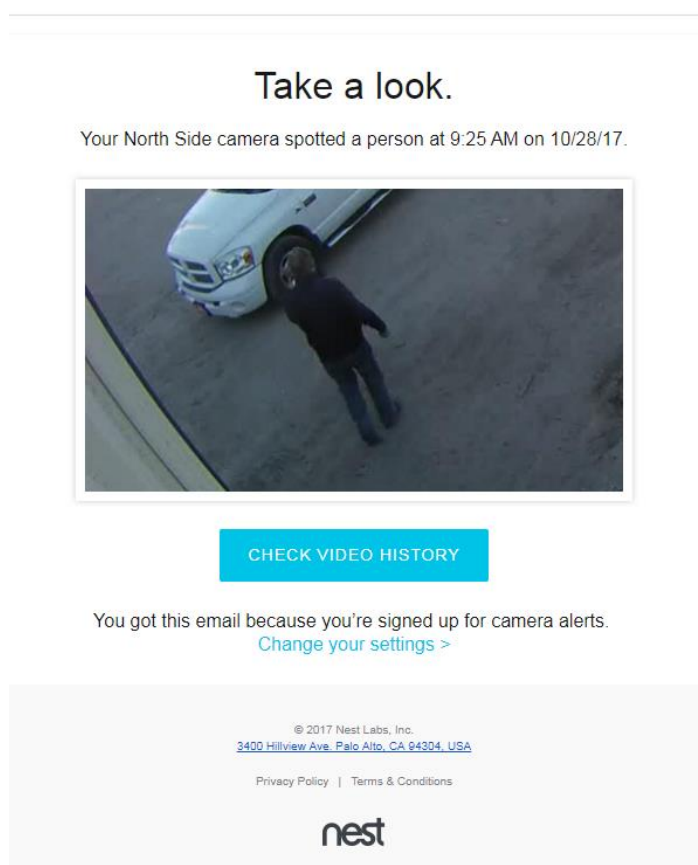 Take a look.
Your North Side camera spotted a person at 9:25 AM on 10/28/17.
CHECK VIDEO HISTORY
You got this email because you’re signed up for camera alerts.
Change your settings >
© 2017 Nest Labs, Inc.
3400 Hillview Ave. Palo Alto, CA 94304, USA
Privacy Policy | Terms & Conditions
nest